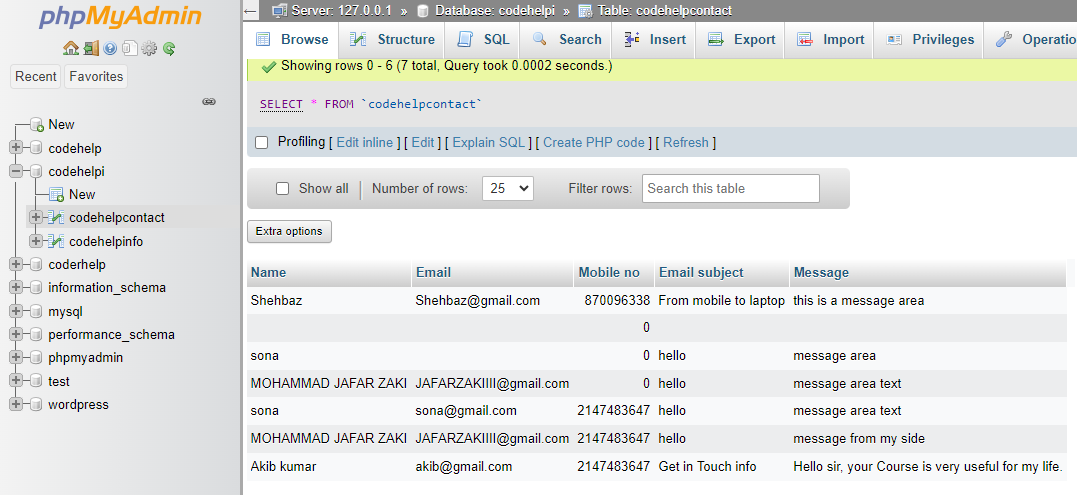 phpMyAdmin
Recent Favorites
New
codehelp
codehelpi
New
codehelpcontact
codehelpinfo
coderhelp
information_schema
mysql
performance_schema
phpmyadmin
test
wordpress
Server: 127.0.0.1 » Database: codehelpi » Table: codehelpcontact
Browse Structure SQL Search Insert Export Import Privileges Operatio
Showing rows 0 - 6 (7 total, Query took 0.0002 seconds.)
SELECT * FROM `codehelpcontact`
Profiling [ Edit inline ] [ Edit ] [ Explain SQL ] [ Create PHP code ] [ Refresh ]
Show all Number of rows: 25 Filter rows: Search this table
Extra options
Name Email Mobile no Email subject Message
Shehbaz Shehbaz@gmail.com 870096338 From mobile to laptop this is a message area
0
sona 0 hello message area
MOHAMMAD JAFAR ZAKI JAFARZAKIIII@gmail.com 0 hello message area text
sona sona@gmail.com 2147483647 hello message area text
MOHAMMAD JAFAR ZAKI JAFARZAKIIII@gmail.com 2147483647 hello message from my side
Akib kumar akib@gmail.com 2147483647 Get in Touch info Hello sir, your Course is very useful for my life.